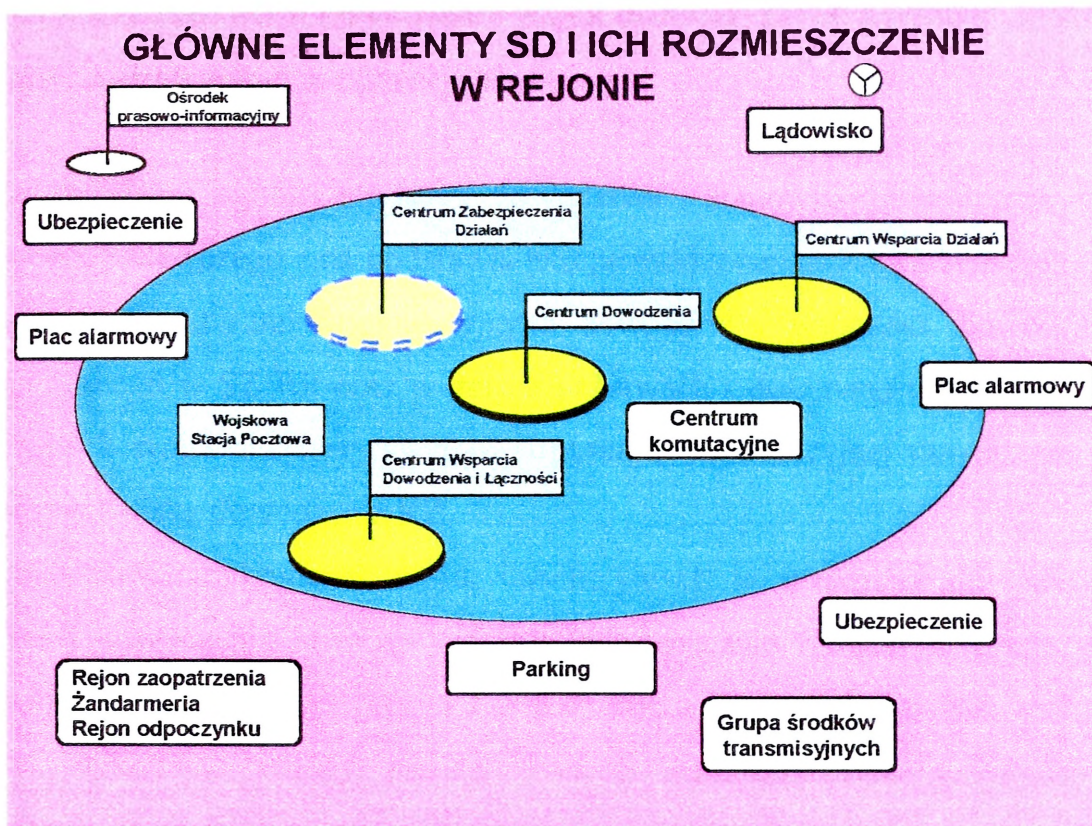 GŁÓWNE ELEMENTY SD I ICH ROZMIESZCZENIE
W REJONIE
Ośrodek
prasowo-informacyjny
Lądowisko
Ubezpieczenie
Centrum Zabezpieczenia
Działań
Centrum Wsparcia Działań
Plac alarmowy
Centrum Dowodzenia
Plac alarmowy
Wojskowa
Stacja Pocztowa
Centrum
komutacyjne
Centrum Wsparcia
Dowodzenia i Łączności
Ubezpieczenie
Parking
Rejon zaopatrzenia
Żandarmeria
Rejon odpoczynku
Grupa środków
transmisyjnych